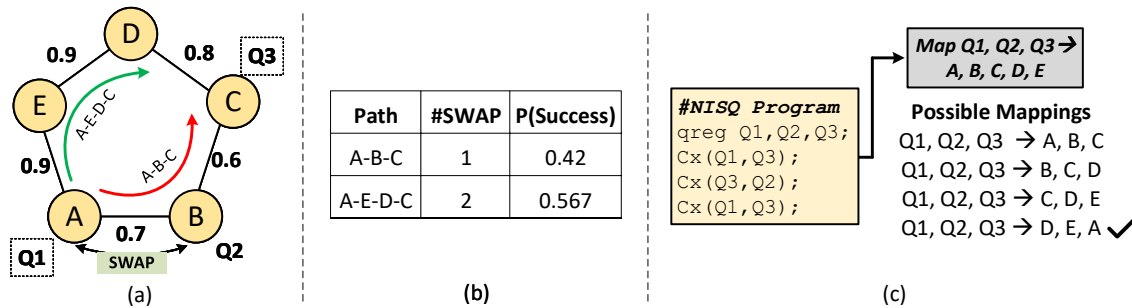 D
0.9
0.8
Q3
E
C
A-E-D-C
A-B-C
0.9
0.6
A
B
0.7
Q1
Q2
SWAP
(a)
Path #SWAP P(Success)
A-B-C 1 0.42
A-E-D-C 2 0.567
(b)
Map Q1, Q2, Q3 →
A, B, C, D, E
#NISQ Program
qreg Q1,Q2,Q3;
Cx(Q1,Q3);
Cx(Q3,Q2);
Cx(Q1,Q3);
Possible Mappings
Q1, Q2, Q3 → A, B, C
Q1, Q2, Q3 → B, C, D
Q1, Q2, Q3 → C, D, E
Q1, Q2, Q3 → D, E, A ✓
(c)